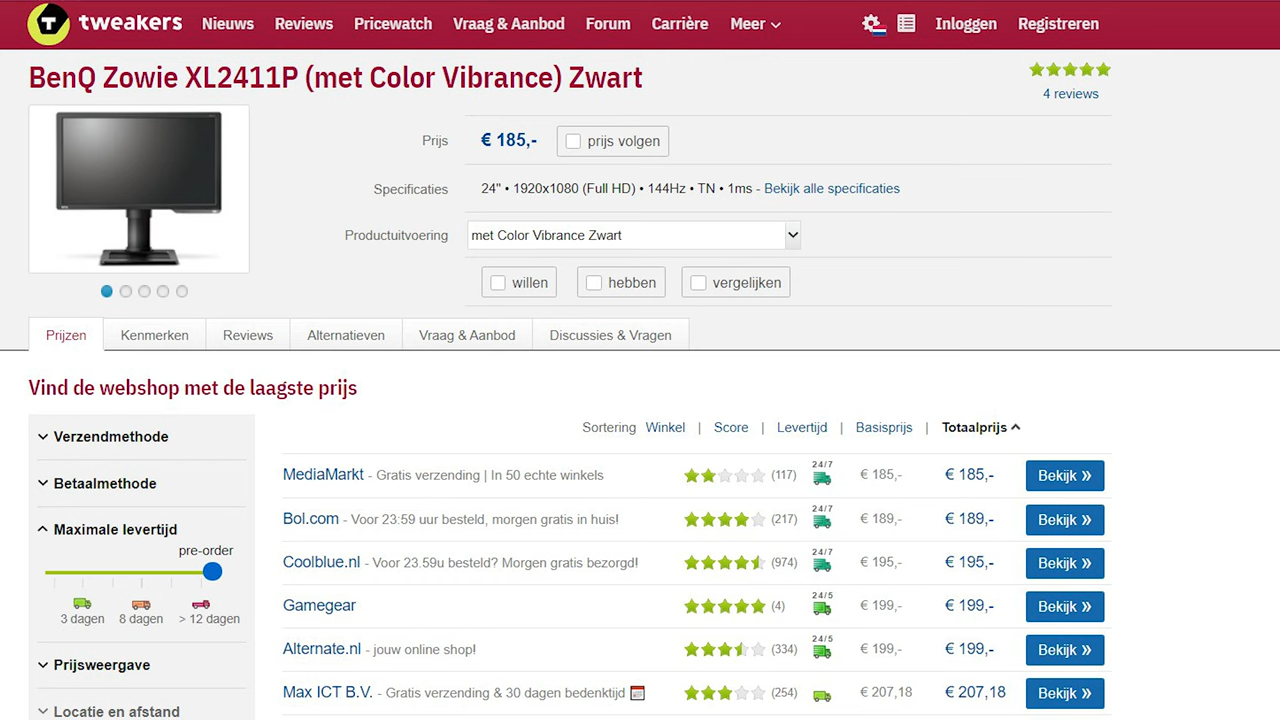 tweakers Nieuws Reviews Pricewatch Vraag & Aanbod Forum Carrière Meer Inloggen Registreren
BenQ Zowie XL2411P (met Color Vibrance) Zwart
4 reviews
Prijs € 185,- prijs volgen
Specificaties 24" • 1920x1080 (Full HD) • 144Hz • TN • 1ms - Bekijk alle specificaties
Productuitvoering met Color Vibrance Zwart
willen hebben vergelijken
Prijzen Kenmerken Reviews Alternatieven Vraag & Aanbod Discussies & Vragen
Vind de webshop met de laagste prijs
Verzendmethode
Betaalmethode
Maximale levertijd
pre-order
3 dagen 8 dagen > 12 dagen
Prijsweergave
Locatie en afstand
Sortering Winkel | Score | Levertijd | Basisprijs | Totaalprijs
MediaMarkt - Gratis verzending | In 50 echte winkels (117) 24/7 € 185,- € 185,- Bekijk »
Bol.com - Voor 23:59 uur besteld, morgen gratis in huis! (217) 24/7 € 189,- € 189,- Bekijk »
Coolblue.nl - Voor 23.59u besteld? Morgen gratis bezorgd! (974) 24/7 € 195,- € 195,- Bekijk »
Gamegear (4) 24/5 € 199,- € 199,- Bekijk »
Alternate.nl - jouw online shop! (334) 24/5 € 199,- € 199,- Bekijk »
Max ICT B.V. - Gratis verzending & 30 dagen bedenktijd (254) € 207,18 € 207,18 Bekijk »